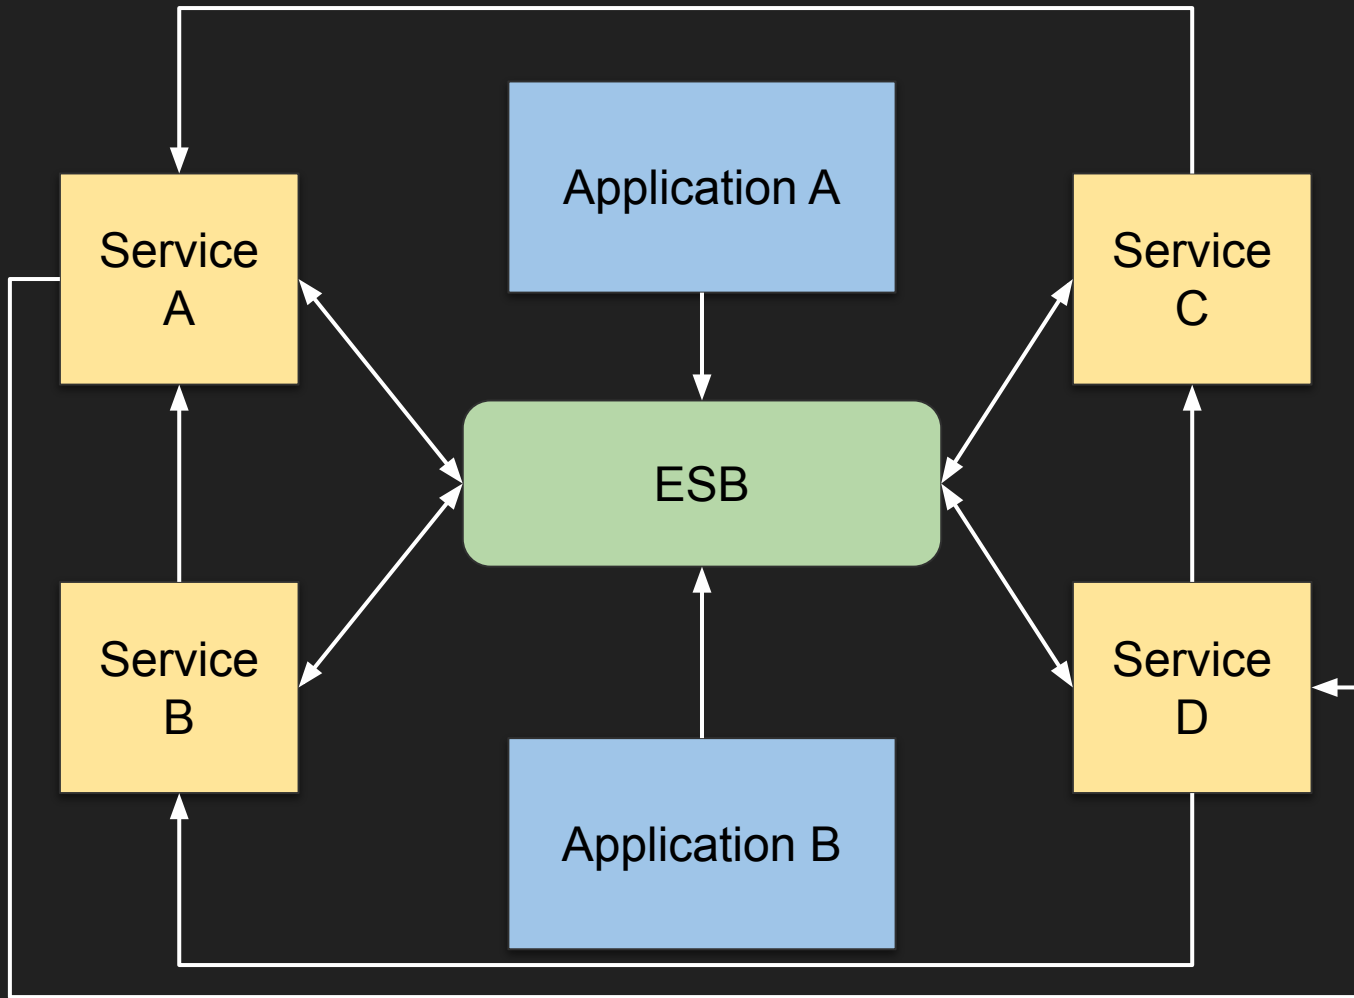 Application A
Service
A
Service
C
ESB
Service
B
Service
D
Application B